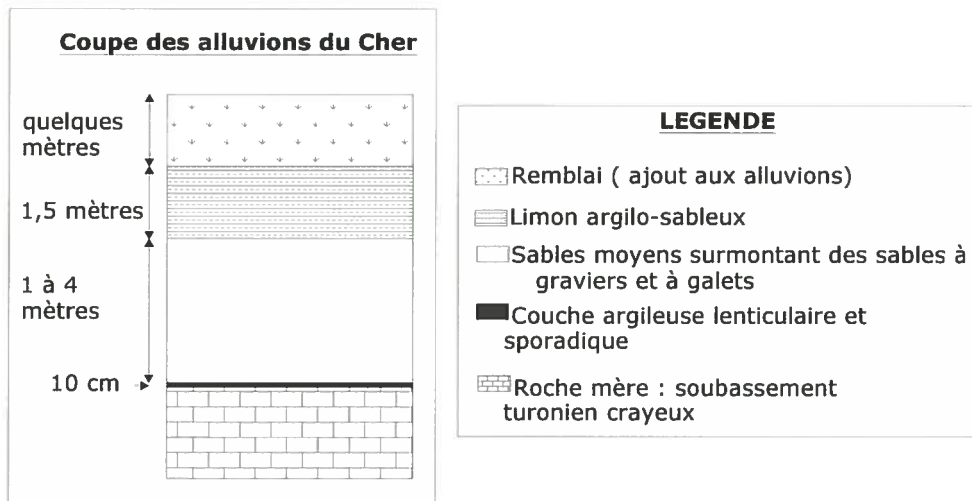 Coupe des alluvions du Cher
quelques
mètres
1,5 mètres
1 à 4
mètres
10 cm
LEGENDE
Remblai ( ajout aux alluvions)
Limon argilo-sableux
Sables moyens surmontant des sables à
graviers et à galets
Couche argileuse lenticulaire et
sporadique
Roche mère : soubassement
turonien crayeux